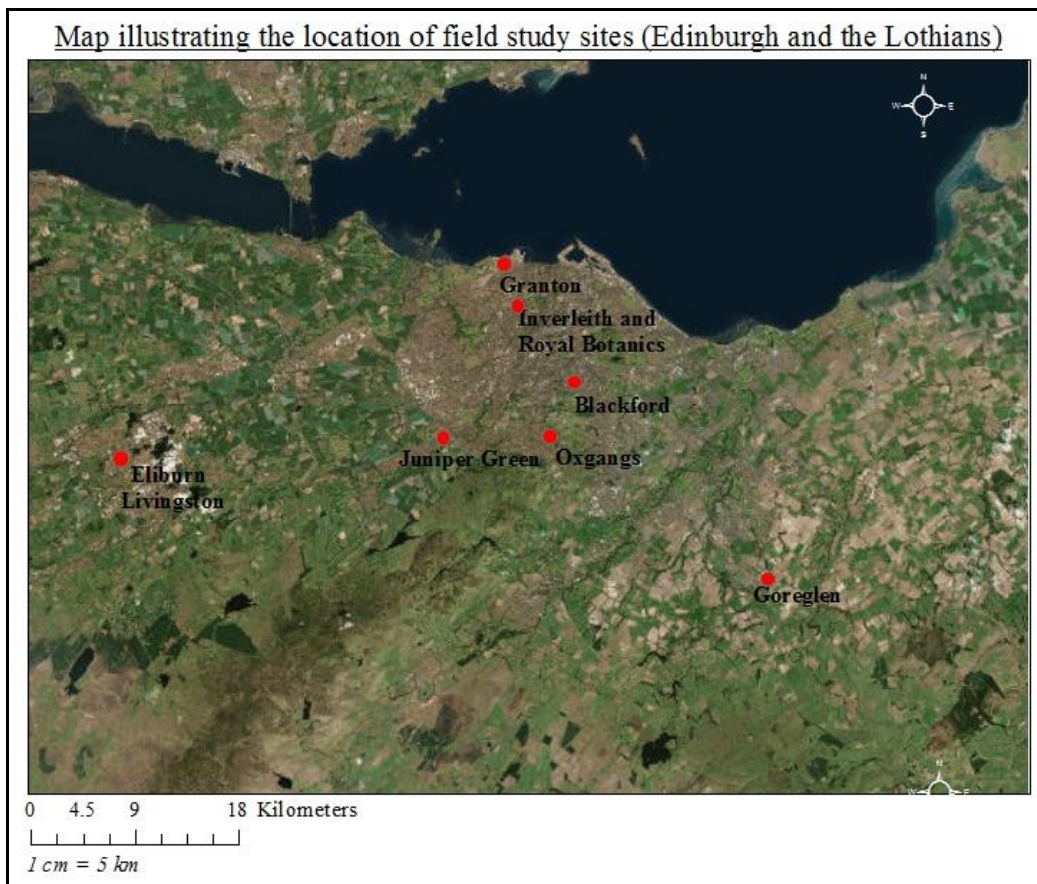 Map illustrating the location of field study sites (Edinburgh and the Lothians)
N
W E
S
Granton
Inverleith and
Royal Botanics
Blackford
Juniper Green
Oxgangs
Eliburn
Livingston
Goreglen
N
W E
0 4.5 9 18 Kilometers
1 cm = 5 km